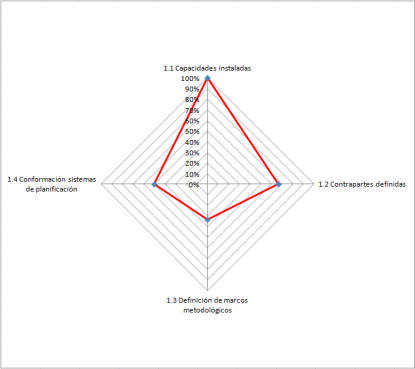 1.1 Capacidades instaladas
100%
90%
80%
70%
60%
50%
40%
30%
20%
10%
0%
1.2 Contrapartes definidas
1.4 Conformación sistemas
de planificación
1.3 Definición de marcos
metodológicos